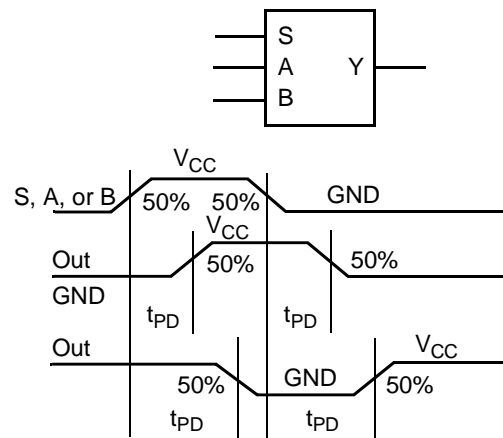 S
A Y
B
V_CC
S, A, or B 50% 50% GND
V_CC
Out 50% 50%
GND
t_PD t_PD
Out V_CC
50% GND 50%
t_PD t_PD